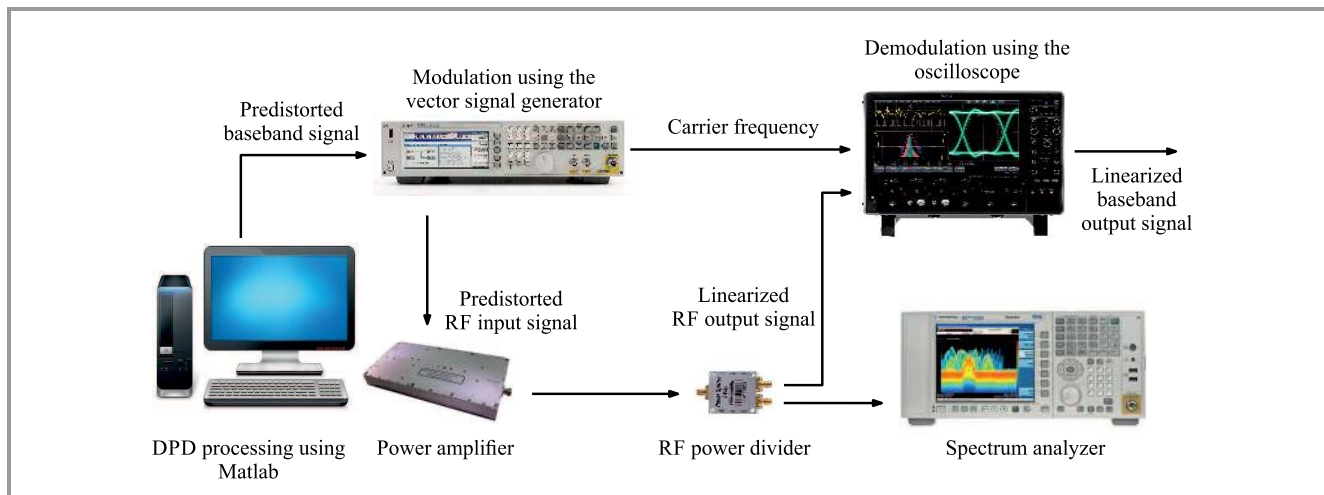 Demodulation using the
oscilloscope
Modulation using the
vector signal generator
Predistorted
baseband signal
Carrier frequency
Linearized
baseband
output signal
Predistorted
RF input signal
Linearized
RF output signal
DPD processing using
Matlab
Power amplifier
RF power divider
Spectrum analyzer